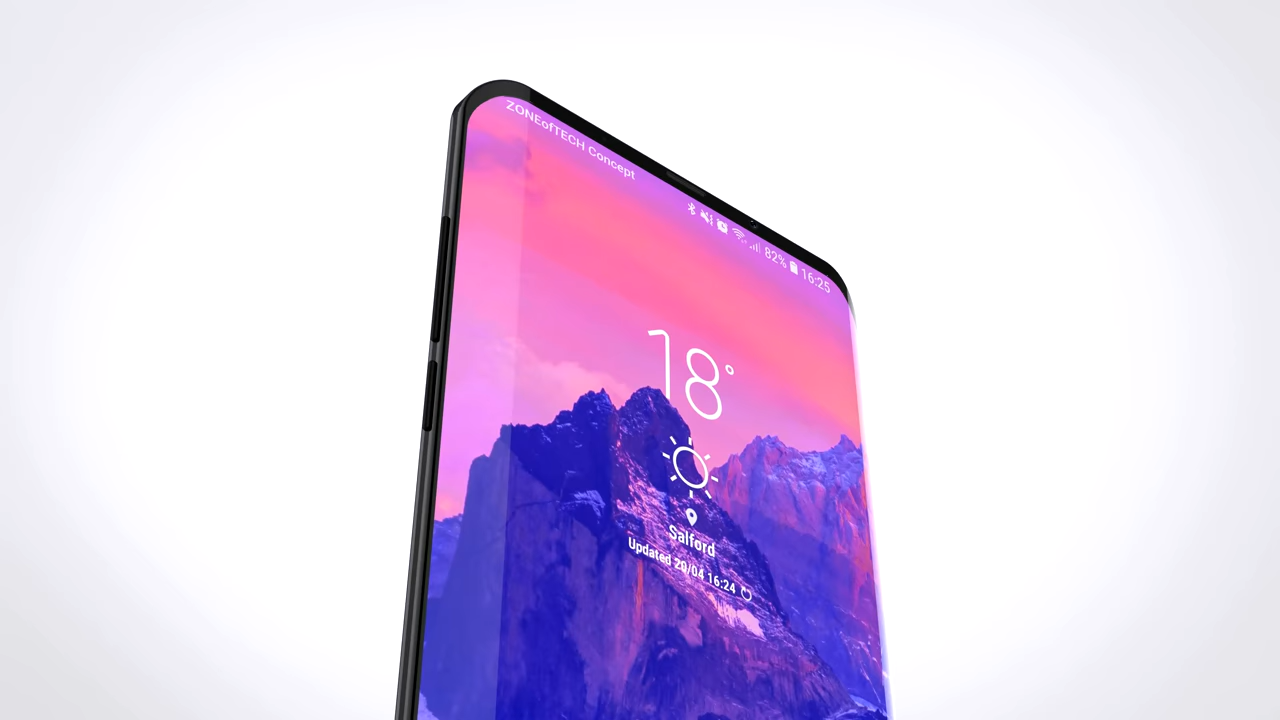 ZONEofTECH Concept
82% 16:25
18°
Salford
Updated 20/04 16:24